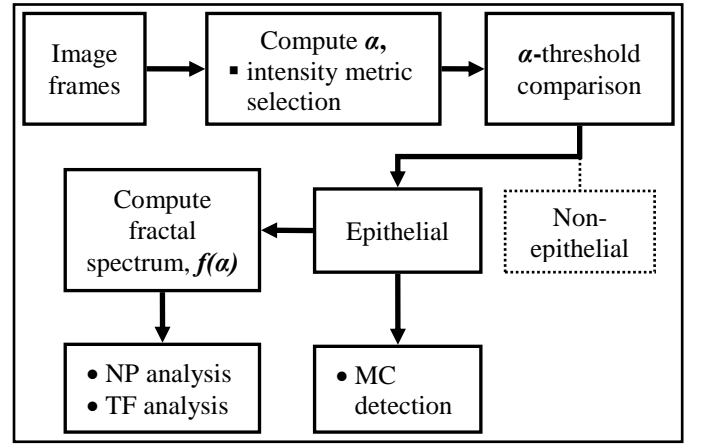 Image
frames
Compute α,
▪ intensity metric
selection
α-threshold
comparison
Compute
fractal
spectrum, f(α)
Epithelial
Non-
epithelial
• NP analysis
• TF analysis
• MC
detection